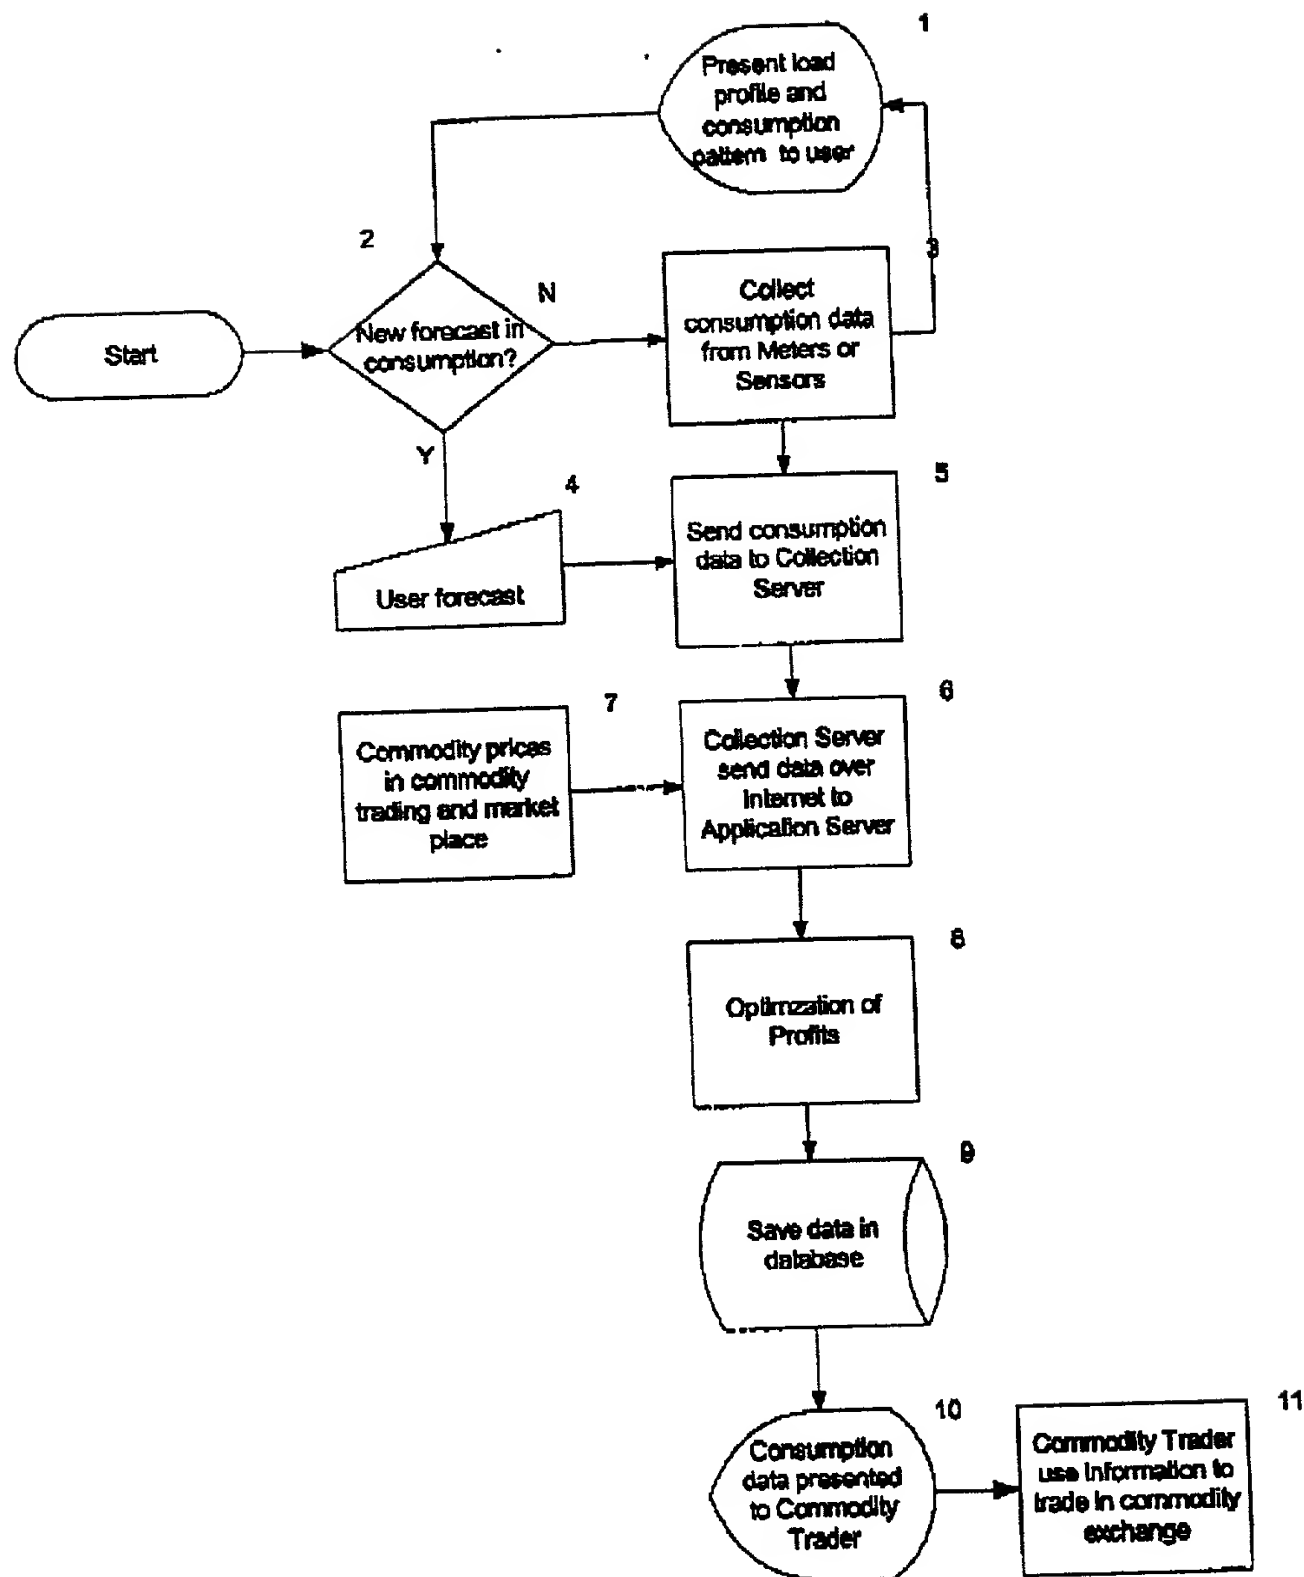 1
Present load
profile and
consumption
pattern to user
2
N
3
Start
New forecast in
consumption?
Collect
consumption data
from Meters or
Sensors
Y
4
5
User forecast
Send consumption
data to Collection
Server
7
6
Commodity prices
in commodity
trading and market
place
Collection Server
send data over
Internet to
Application Server
8
Optimzation of
Profits
9
Save data in
database
10
11
Consumption
data presented
to Commodity
Trader
Commodity Trader
use information to
trade in commodity
exchange